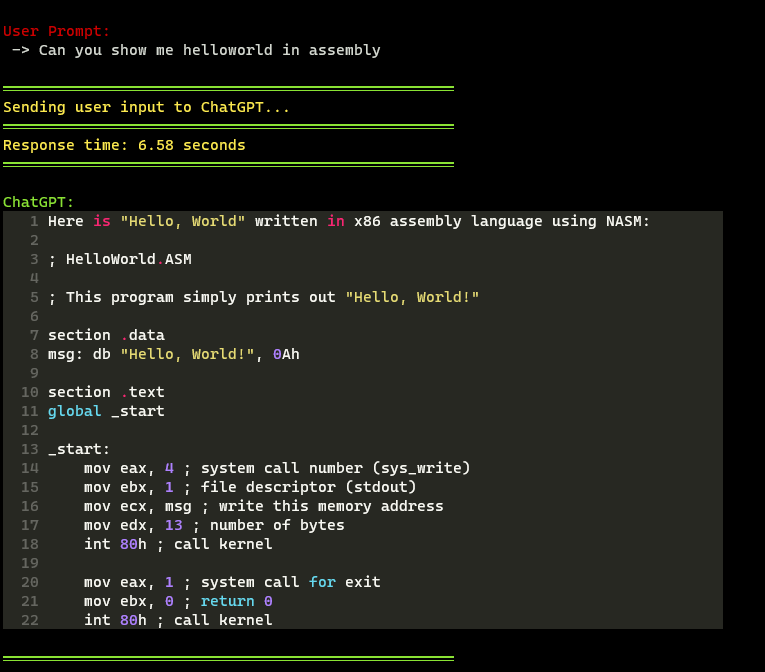 User Prompt:
-> Can you show me helloworld in assembly
Sending user input to ChatGPT...
Response time: 6.58 seconds
ChatGPT:
1 Here is "Hello, World" written in x86 assembly language using NASM:
2
3 ; HelloWorld.ASM
4
5 ; This program simply prints out "Hello, World!"
6
7 section .data
8 msg: db "Hello, World!", 0Ah
9
10 section .text
11 global _start
12
13 _start:
14     mov eax, 4 ; system call number (sys_write)
15     mov ebx, 1 ; file descriptor (stdout)
16     mov ecx, msg ; write this memory address
17     mov edx, 13 ; number of bytes
18     int 80h ; call kernel
19
20     mov eax, 1 ; system call for exit
21     mov ebx, 0 ; return 0
22     int 80h ; call kernel